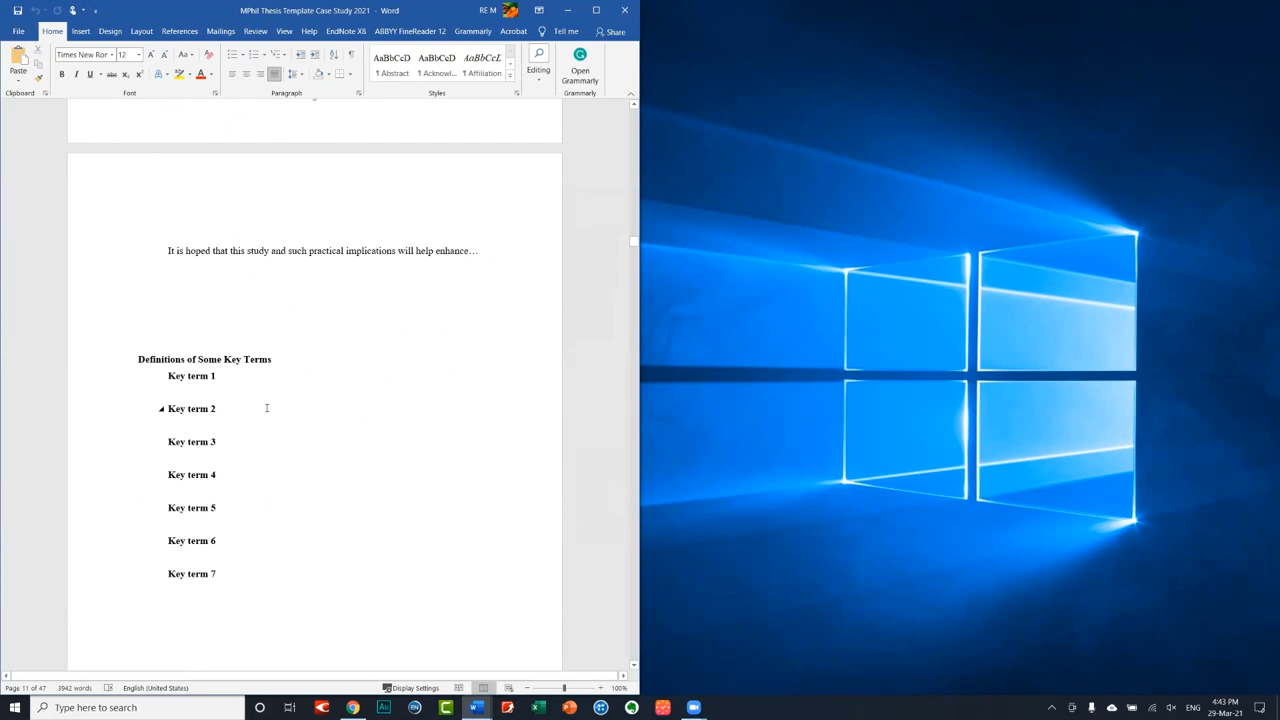 MPhil Thesis Template Case Study 2021 - Word
RE M
File Home Insert Design Layout References Mailings Review View Help EndNote X8 ABBYY FineReader 12 Grammarly Acrobat Tell me Share
Times New Ror 12
Paste
AaBbCcD AaBbCcD AaBbCcL
¶ Abstract ¶ Acknowl... ¶ Affiliation
Editing
Open
Grammarly
Clipboard Font Paragraph Styles Grammarly
It is hoped that this study and such practical implications will help enhance…
Definitions of Some Key Terms
Key term 1
Key term 2
Key term 3
Key term 4
Key term 5
Key term 6
Key term 7
Page 11 of 47 3942 words English (United States) Display Settings 100%
Type here to search
ENG
4:43 PM
29-Mar-21